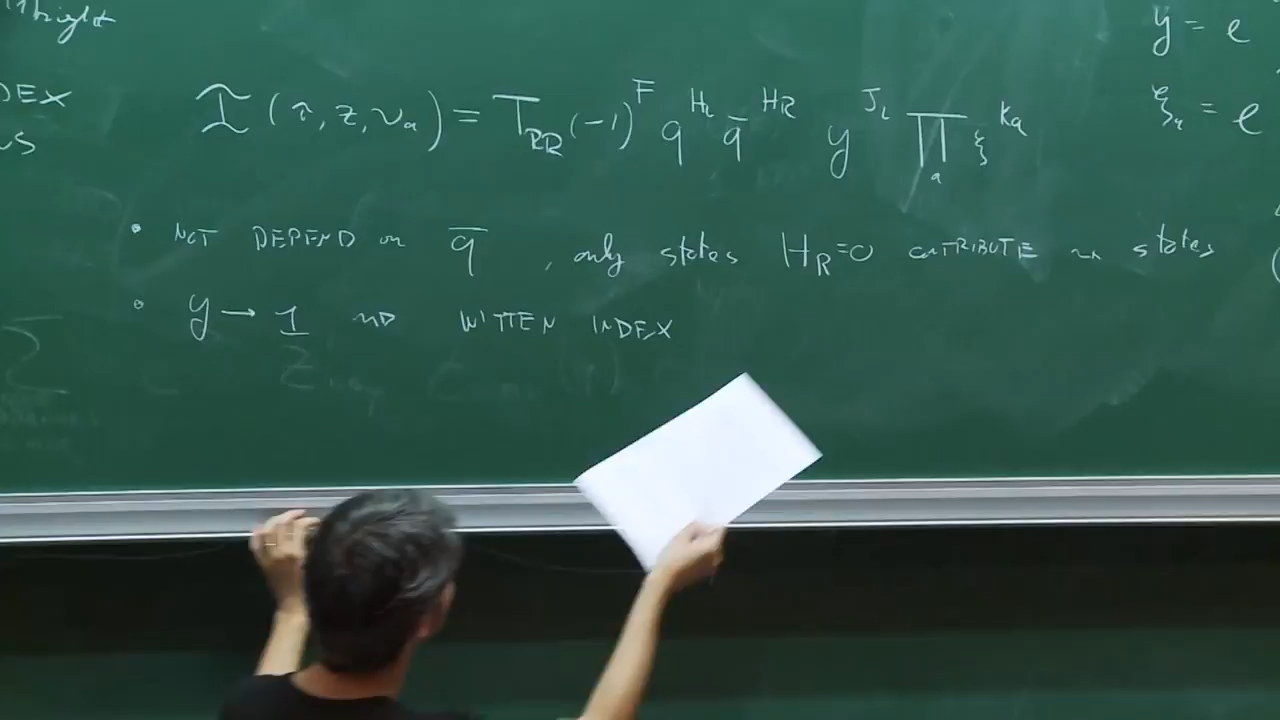 y = e
DEX
I (τ, z, ν_a) = Tr_RR (-1)^F q^{H_L} q̄^{H_R} y^{J_L} ∏_a ξ^{K_a}
ξ_a = e
• NOT DEPEND on q̄ , only states H_R=0 CONTRIBUTE ⇝ states
• y → 1 ⇝ WITTEN INDEX